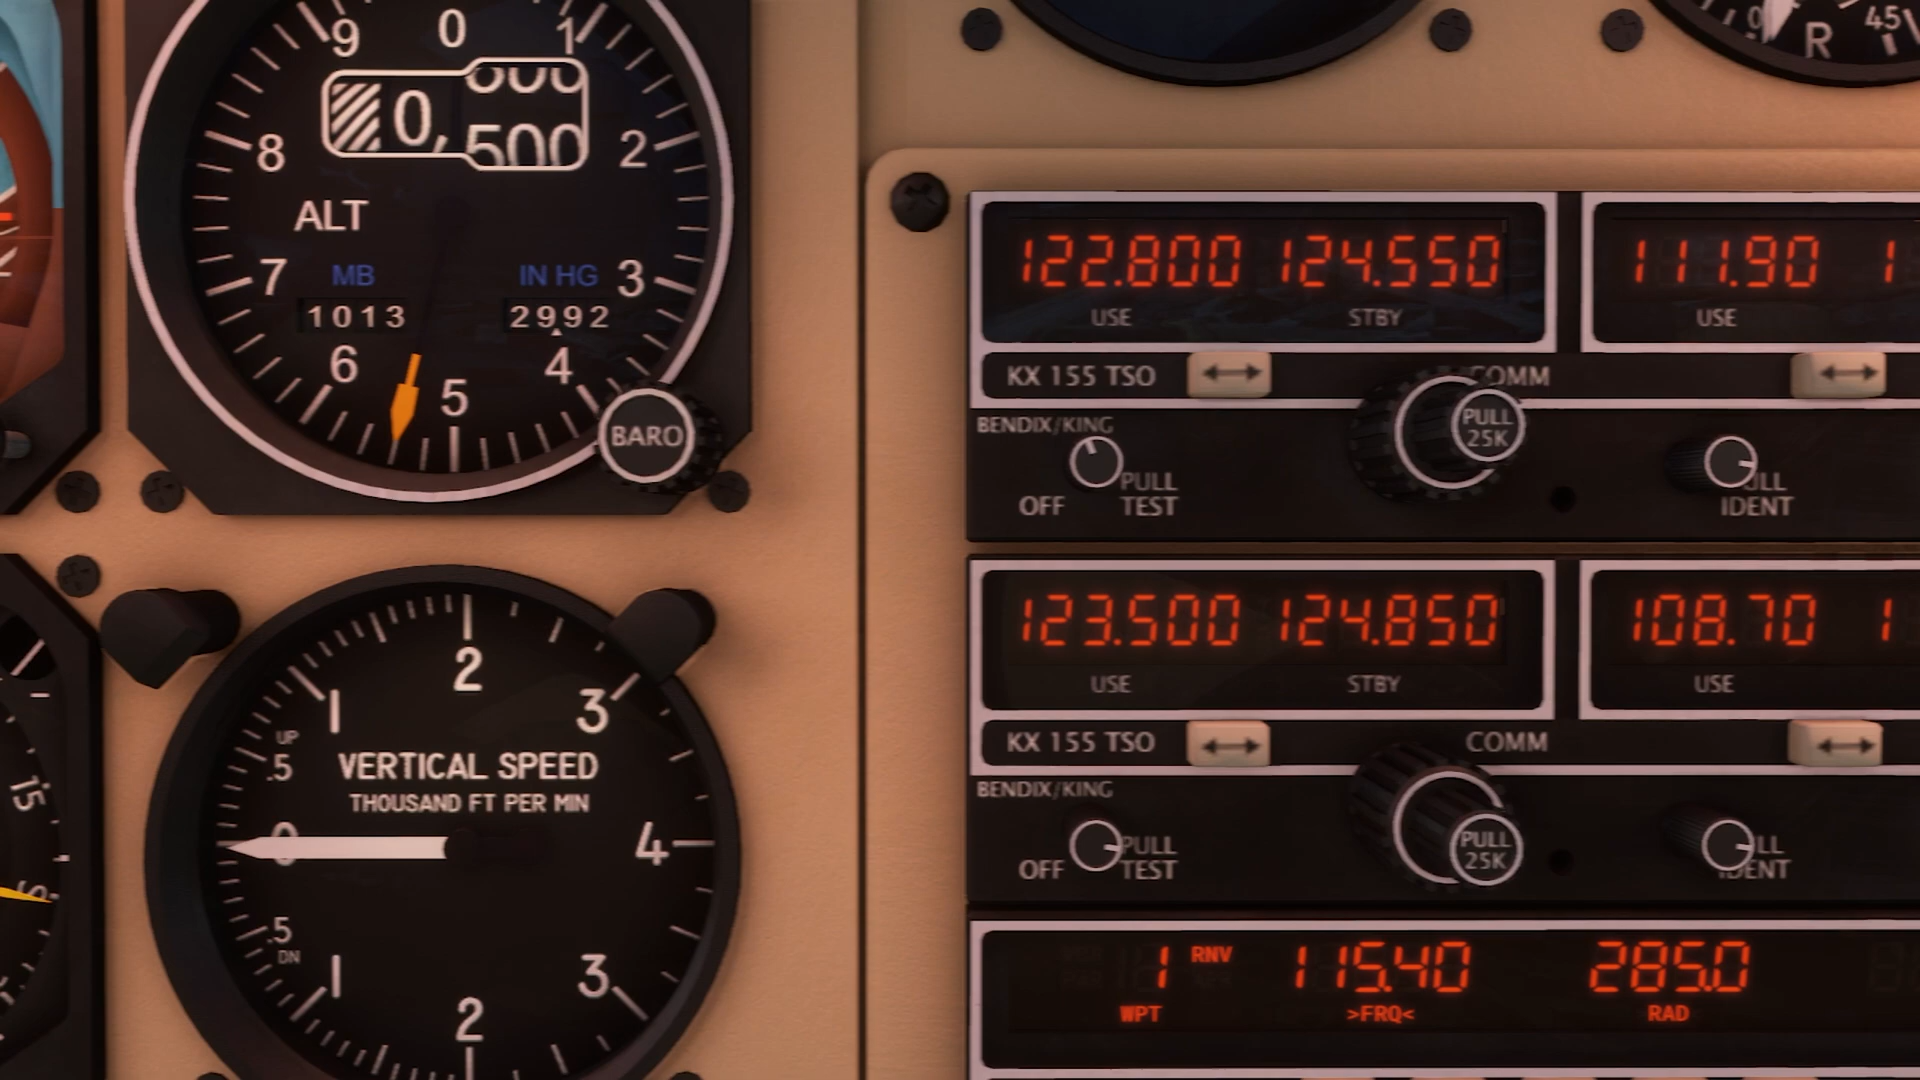 9 0 1
0, 500
8 2
ALT
7 MB IN HG 3
1013 2992
6 4
5
BARO
2
1 3
UP
.5
VERTICAL SPEED
THOUSAND FT PER MIN
0 4
.5
DN
1 3
2
15
R 45
122.800 124.550
USE STBY
111.90 1
USE
KX 155 TSO COMM
BENDIX/KING
PULL
25K
OFF PULL
TEST
IDENT
123.500 124.850
USE STBY
108.70 1
USE
KX 155 TSO COMM
BENDIX/KING
PULL
25K
OFF PULL
TEST
1 RNV 115.40 285.0
WPT >FRQ< RAD